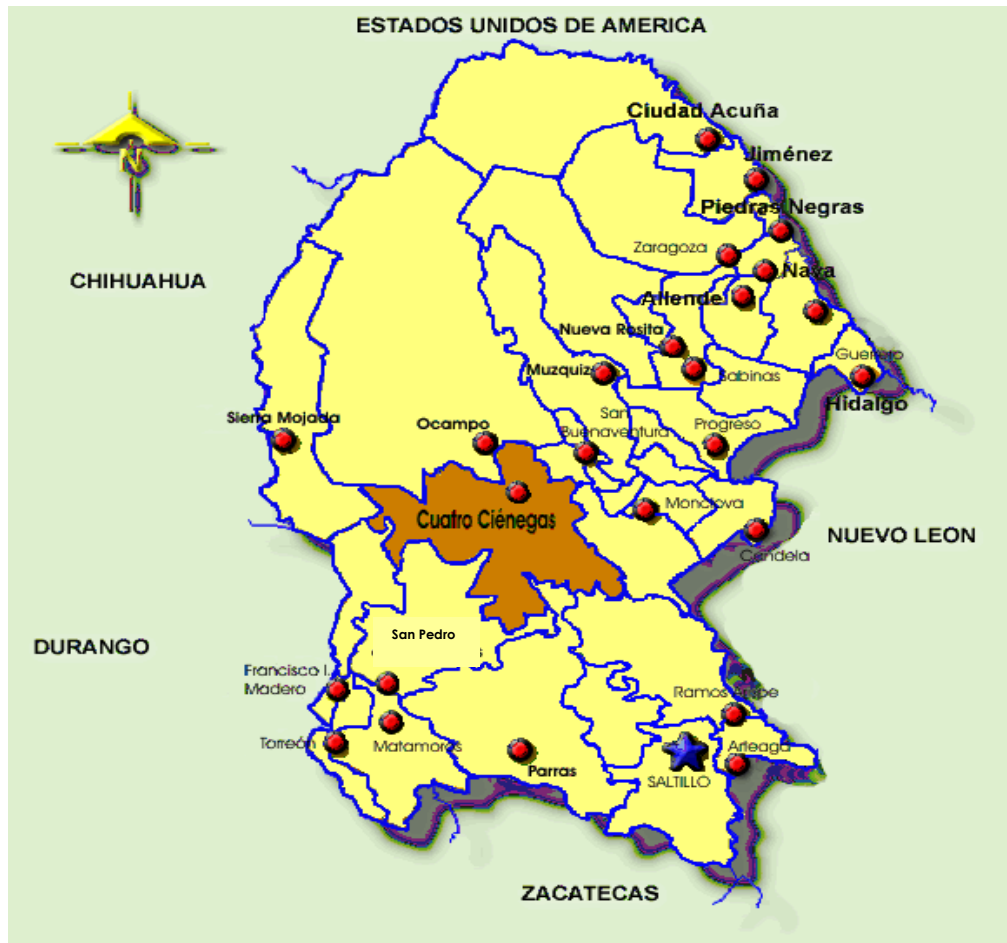 ESTADOS UNIDOS DE AMERICA
Ciudad Acuña
Jiménez
Piedras Negras
N
Zaragoza
Nava
CHIHUAHUA
Allende
Nueva Rosita
Guerrero
Muzquiz
Sabinas
Hidalgo
Sierra Mojada
Ocampo
San
Buenaventura
Progreso
Monclova
Cuatro Ciénegas
NUEVO LEON
Candela
San Pedro
DURANGO
Francisco I.
Madero
Ramos Arizpe
Torreón
Matamoros
Arteaga
Parras
SALTILLO
ZACATECAS